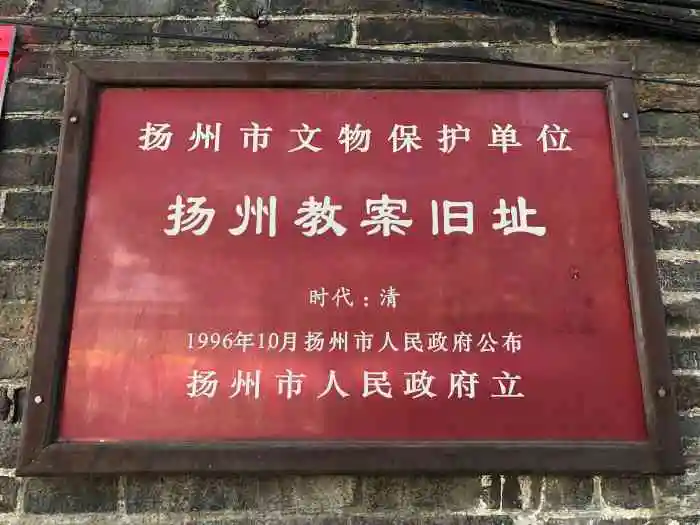 扬州市文物保护单位
扬州教案旧址
时代：清
1996年10月扬州市人民政府公布
扬州市人民政府立